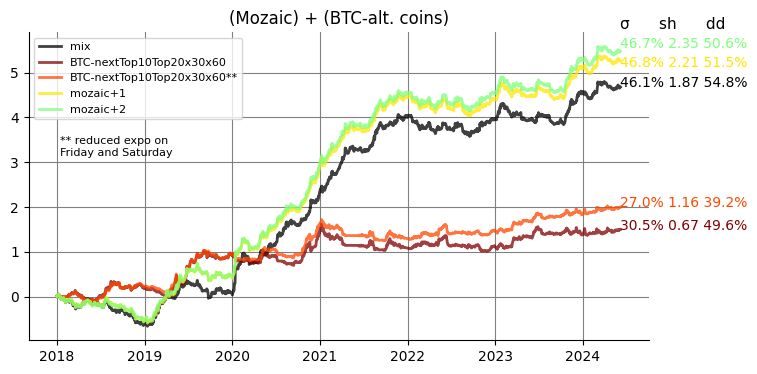 (Mozaic) + (BTC-alt. coins)
σ sh dd
46.7% 2.35 50.6%
46.8% 2.21 51.5%
46.1% 1.87 54.8%
27.0% 1.16 39.2%
30.5% 0.67 49.6%
mix
BTC-nextTop10Top20x30x60
BTC-nextTop10Top20x30x60**
mozaic+1
mozaic+2
** reduced expo on
Friday and Saturday
5
4
3
2
1
0
2018 2019 2020 2021 2022 2023 2024